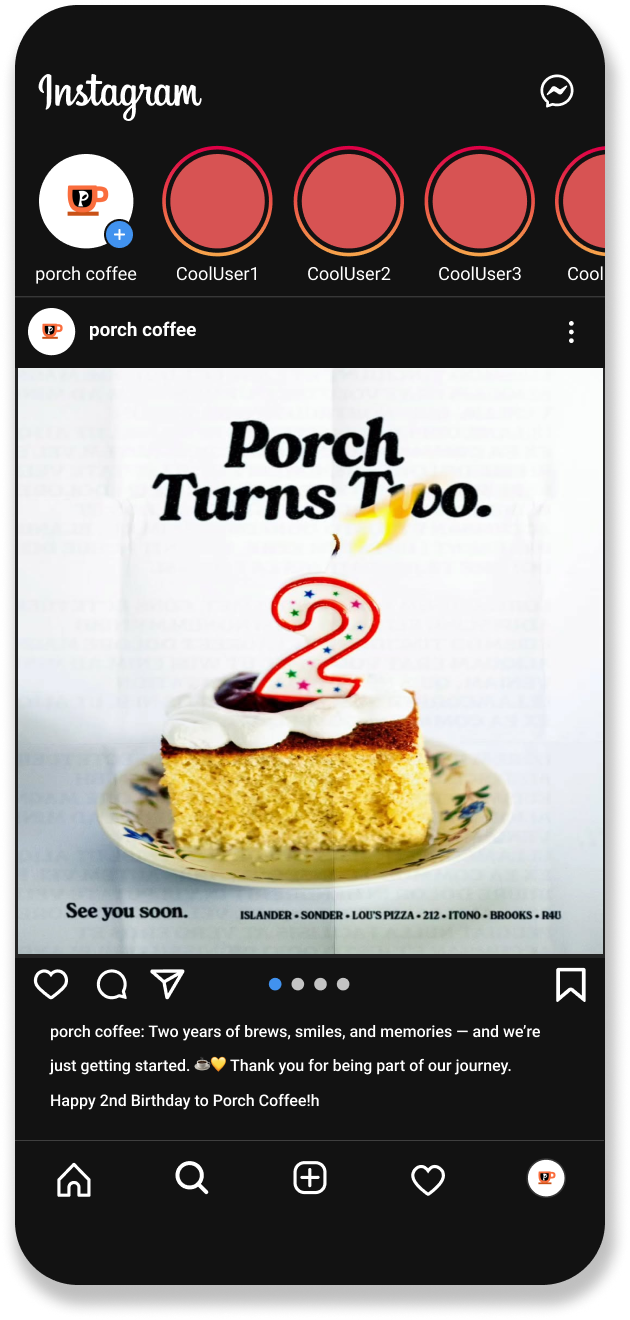 Instagram
P
porch coffee
CoolUser1
CoolUser2
CoolUser3
Cool
P
porch coffee
Porch
Turns Two.
2
See you soon.
ISLANDER • SONDER • LOU'S PIZZA • 212 • ITONO • BROOKS • R4U
porch coffee: Two years of brews, smiles, and memories — and we're
just getting started. ☕💛 Thank you for being part of our journey.
Happy 2nd Birthday to Porch Coffee!h
P